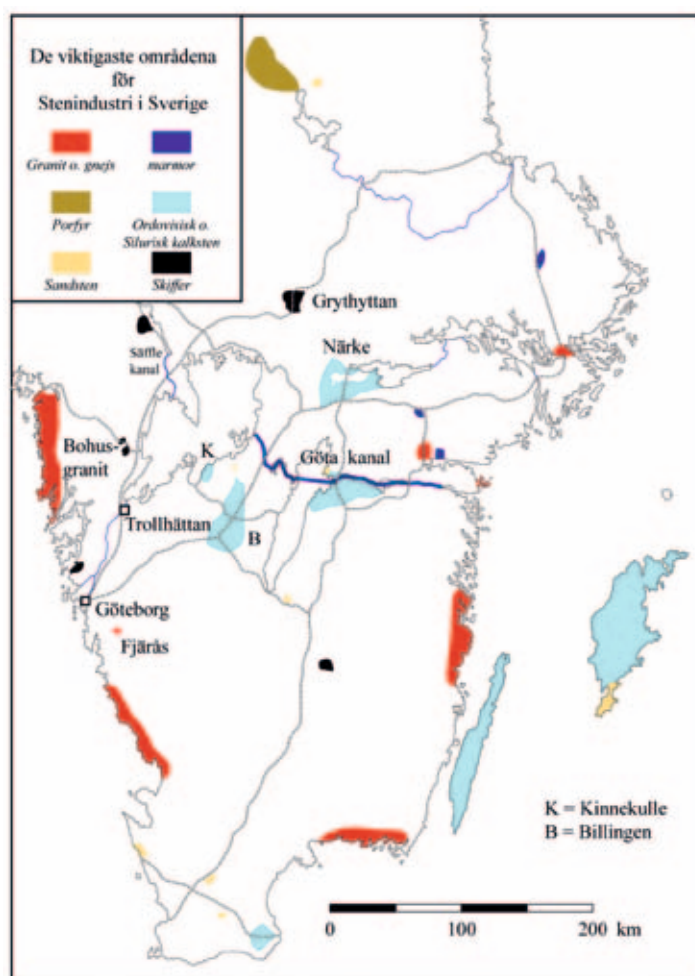 De viktigaste områdena
för
Stenindustri i Sverige
Granit o. gnejs
marmor
Porfyr
Ordovisisk o.
Silurisk kalksten
Sandsten
Skiffer
Grythyttan
Säffle
kanal
Närke
Bohus-
granit
K
Göta kanal
Trollhättan
B
Göteborg
Fjärås
K = Kinnekulle
B = Billingen
0 100 200 km